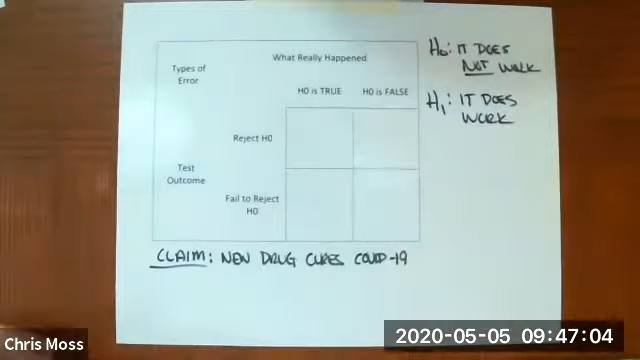 What Really Happened
Types of
Error
H0 is TRUE H0 is FALSE
Reject H0
Test
Outcome
Fail to Reject
H0
CLAIM: NEW DRUG CURES COVID-19
H0: IT DOES
NOT WORK
H1: IT DOES
WORK
Chris Moss
2020-05-05 09:47:04